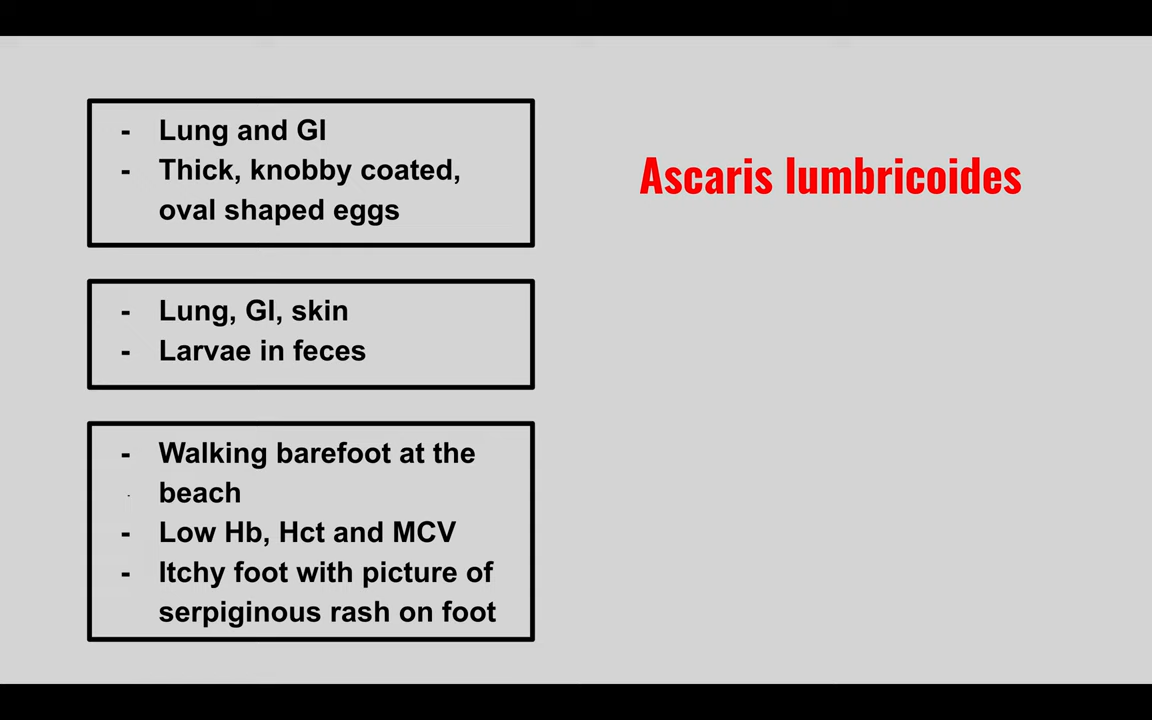 - Lung and GI
- Thick, knobby coated,
oval shaped eggs
Ascaris lumbricoides
- Lung, GI, skin
- Larvae in feces
- Walking barefoot at the
beach
- Low Hb, Hct and MCV
- Itchy foot with picture of
serpiginous rash on foot